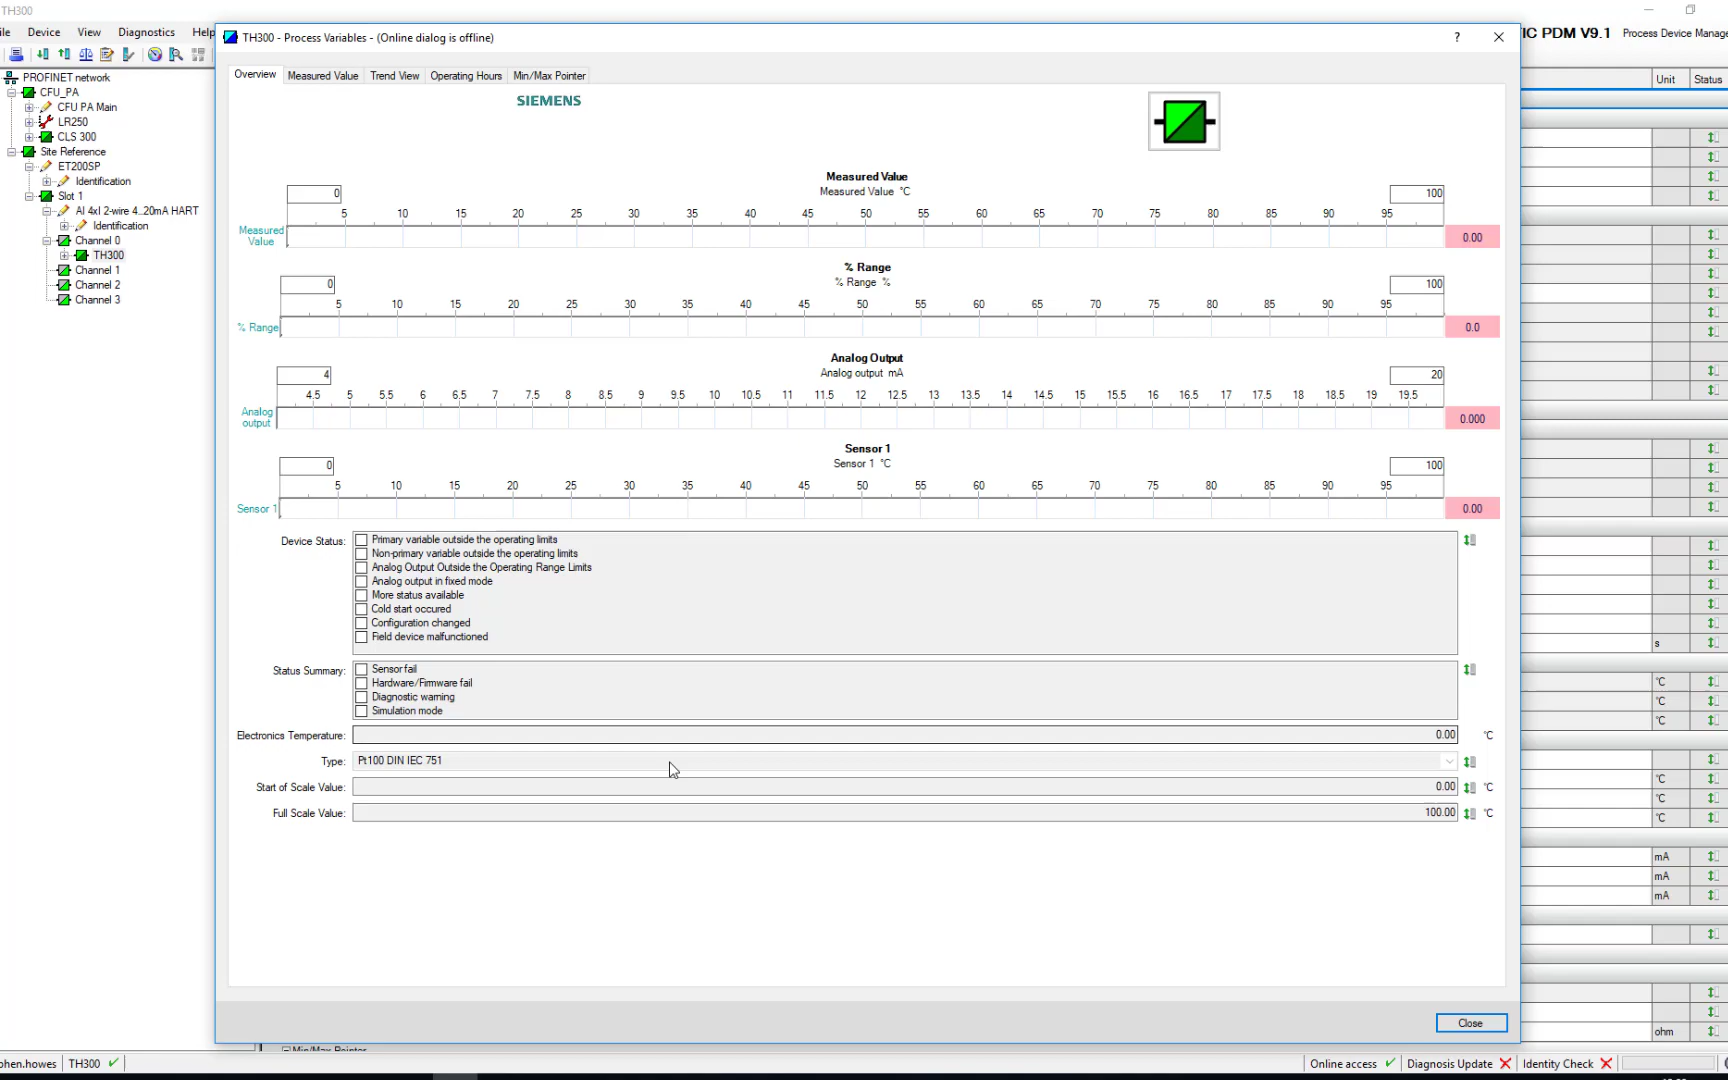 TH300
ile Device View Diagnostics Help
IC PDM V9.1 Process Device Manage
Unit Status
PROFINET network
CFU_PA
CFU PA Main
LR250
CLS 300
Site Reference
ET200SP
Identification
Slot 1
AI 4xI 2-wire 4..20mA HART
Identification
Channel 0
TH300
Channel 1
Channel 2
Channel 3
TH300 - Process Variables - (Online dialog is offline)
?
Overview Measured Value Trend View Operating Hours Min/Max Pointer
SIEMENS
Measured Value
Measured Value °C
0 100
5 10 15 20 25 30 35 40 45 50 55 60 65 70 75 80 85 90 95
Measured Value 0.00
% Range
% Range %
0 100
5 10 15 20 25 30 35 40 45 50 55 60 65 70 75 80 85 90 95
% Range 0.0
Analog Output
Analog output mA
4 20
4.5 5 5.5 6 6.5 7 7.5 8 8.5 9 9.5 10 10.5 11 11.5 12 12.5 13 13.5 14 14.5 15 15.5 16 16.5 17 17.5 18 18.5 19 19.5
Analog output 0.000
Sensor 1
Sensor 1 °C
0 100
5 10 15 20 25 30 35 40 45 50 55 60 65 70 75 80 85 90 95
Sensor 1 0.00
Device Status:
Primary variable outside the operating limits
Non-primary variable outside the operating limits
Analog Output Outside the Operating Range Limits
Analog output in fixed mode
More status available
Cold start occured
Configuration changed
Field device malfunctioned
Status Summary:
Sensor fail
Hardware/Firmware fail
Diagnostic warning
Simulation mode
Electronics Temperature: 0.00 °C
Type: Pt100 DIN IEC 751
Start of Scale Value: 0.00 °C
Full Scale Value: 100.00 °C
s
°C
°C
°C
°C
°C
°C
mA
mA
mA
ohm
Close
Min/Max Pointer
phen.howes TH300
Online access Diagnosis Update Identity Check